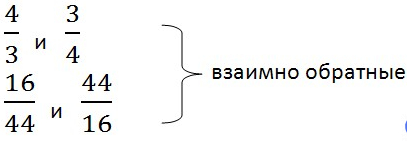 4/3 и 3/4
16/44 и 44/16
взаимно обратные